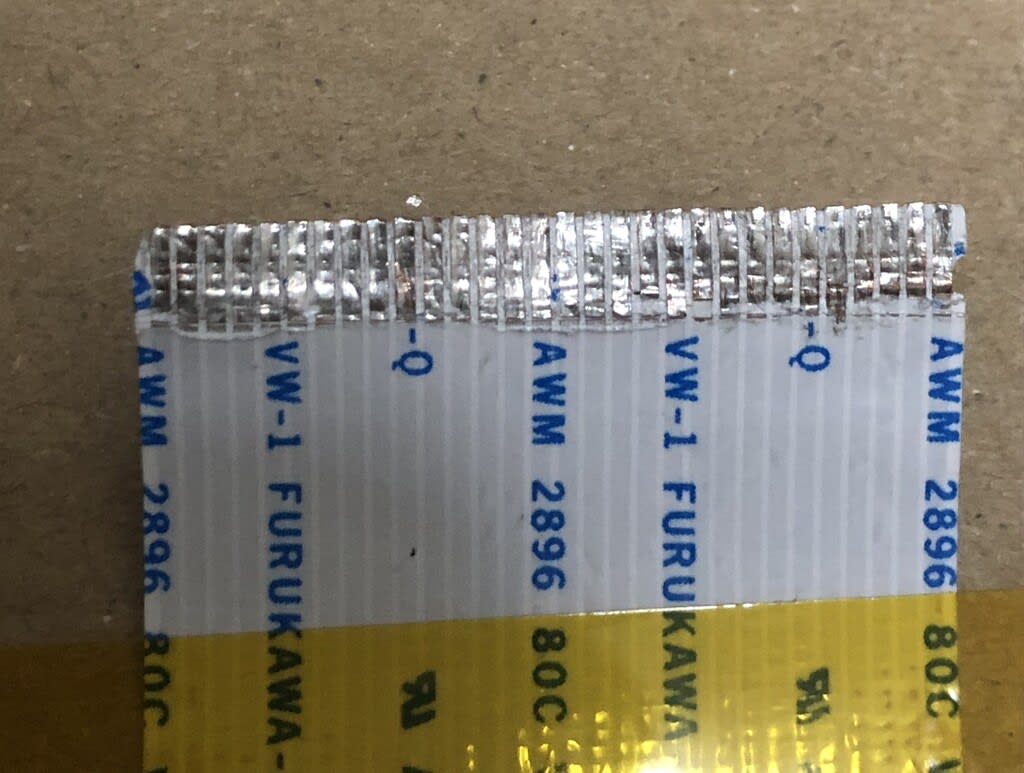 AWM 2896 80C
VW-1 FURUKAWA-
-Q
AWM 2896 80C
VW-1 FURUKAWA
-Q
AWM 2896 80C